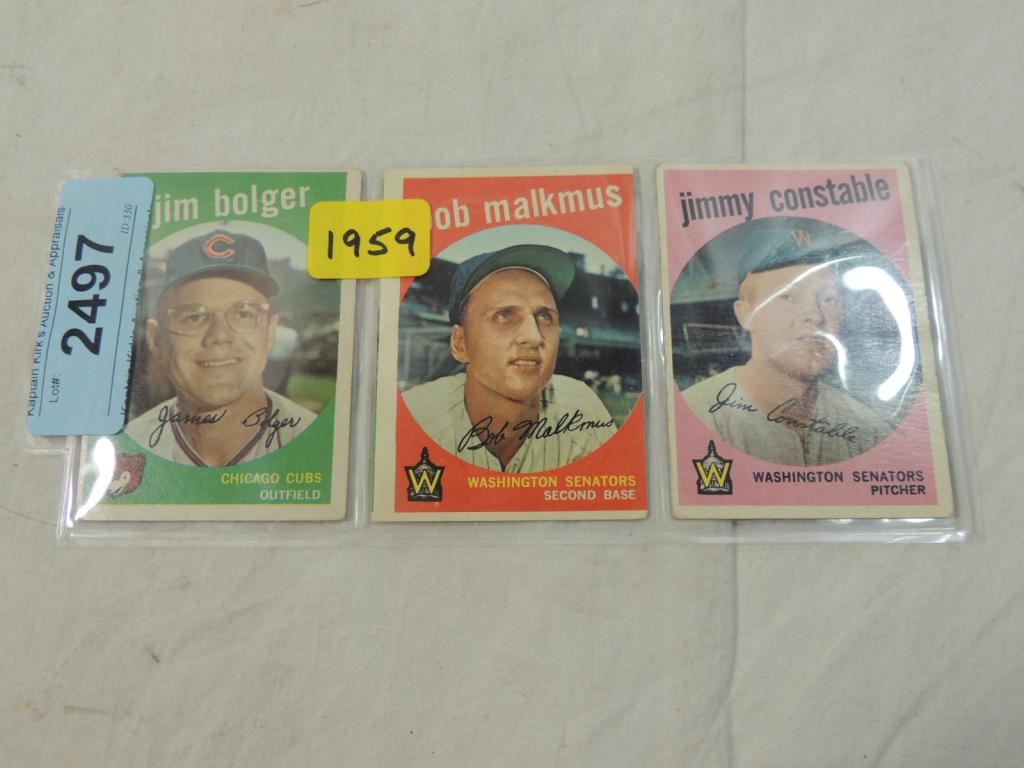 Kaptain Kirk's Auction & Appraisals
Lot#:
2497
ID 330
jim bolger
C
James Bolger
CHICAGO CUBS
OUTFIELD
1959
ob malkmus
Bob Malkmus
W
WASHINGTON SENATORS
SECOND BASE
jimmy constable
W
Jim Constable
W
WASHINGTON SENATORS
PITCHER